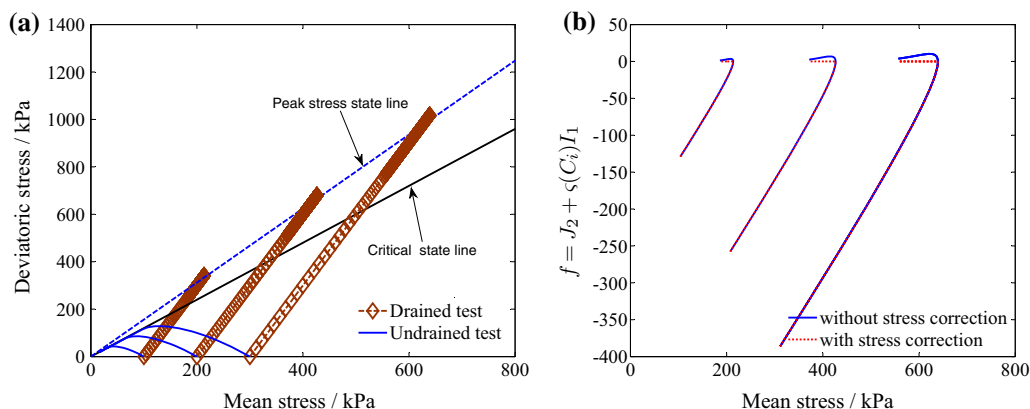 (a)
1400
1200
1000
800
600
400
200
0
0 200 400 600 800
Deviatoric stress / kPa
Mean stress / kPa
Peak stress state line
Critical state line
Drained test
Undrained test
(b)
0
-50
-100
-150
-200
-250
-300
-350
-400
0 200 400 600 800
f = J₂ + ς(Cᵢ)I₁
Mean stress / kPa
without stress correction
with stress correction